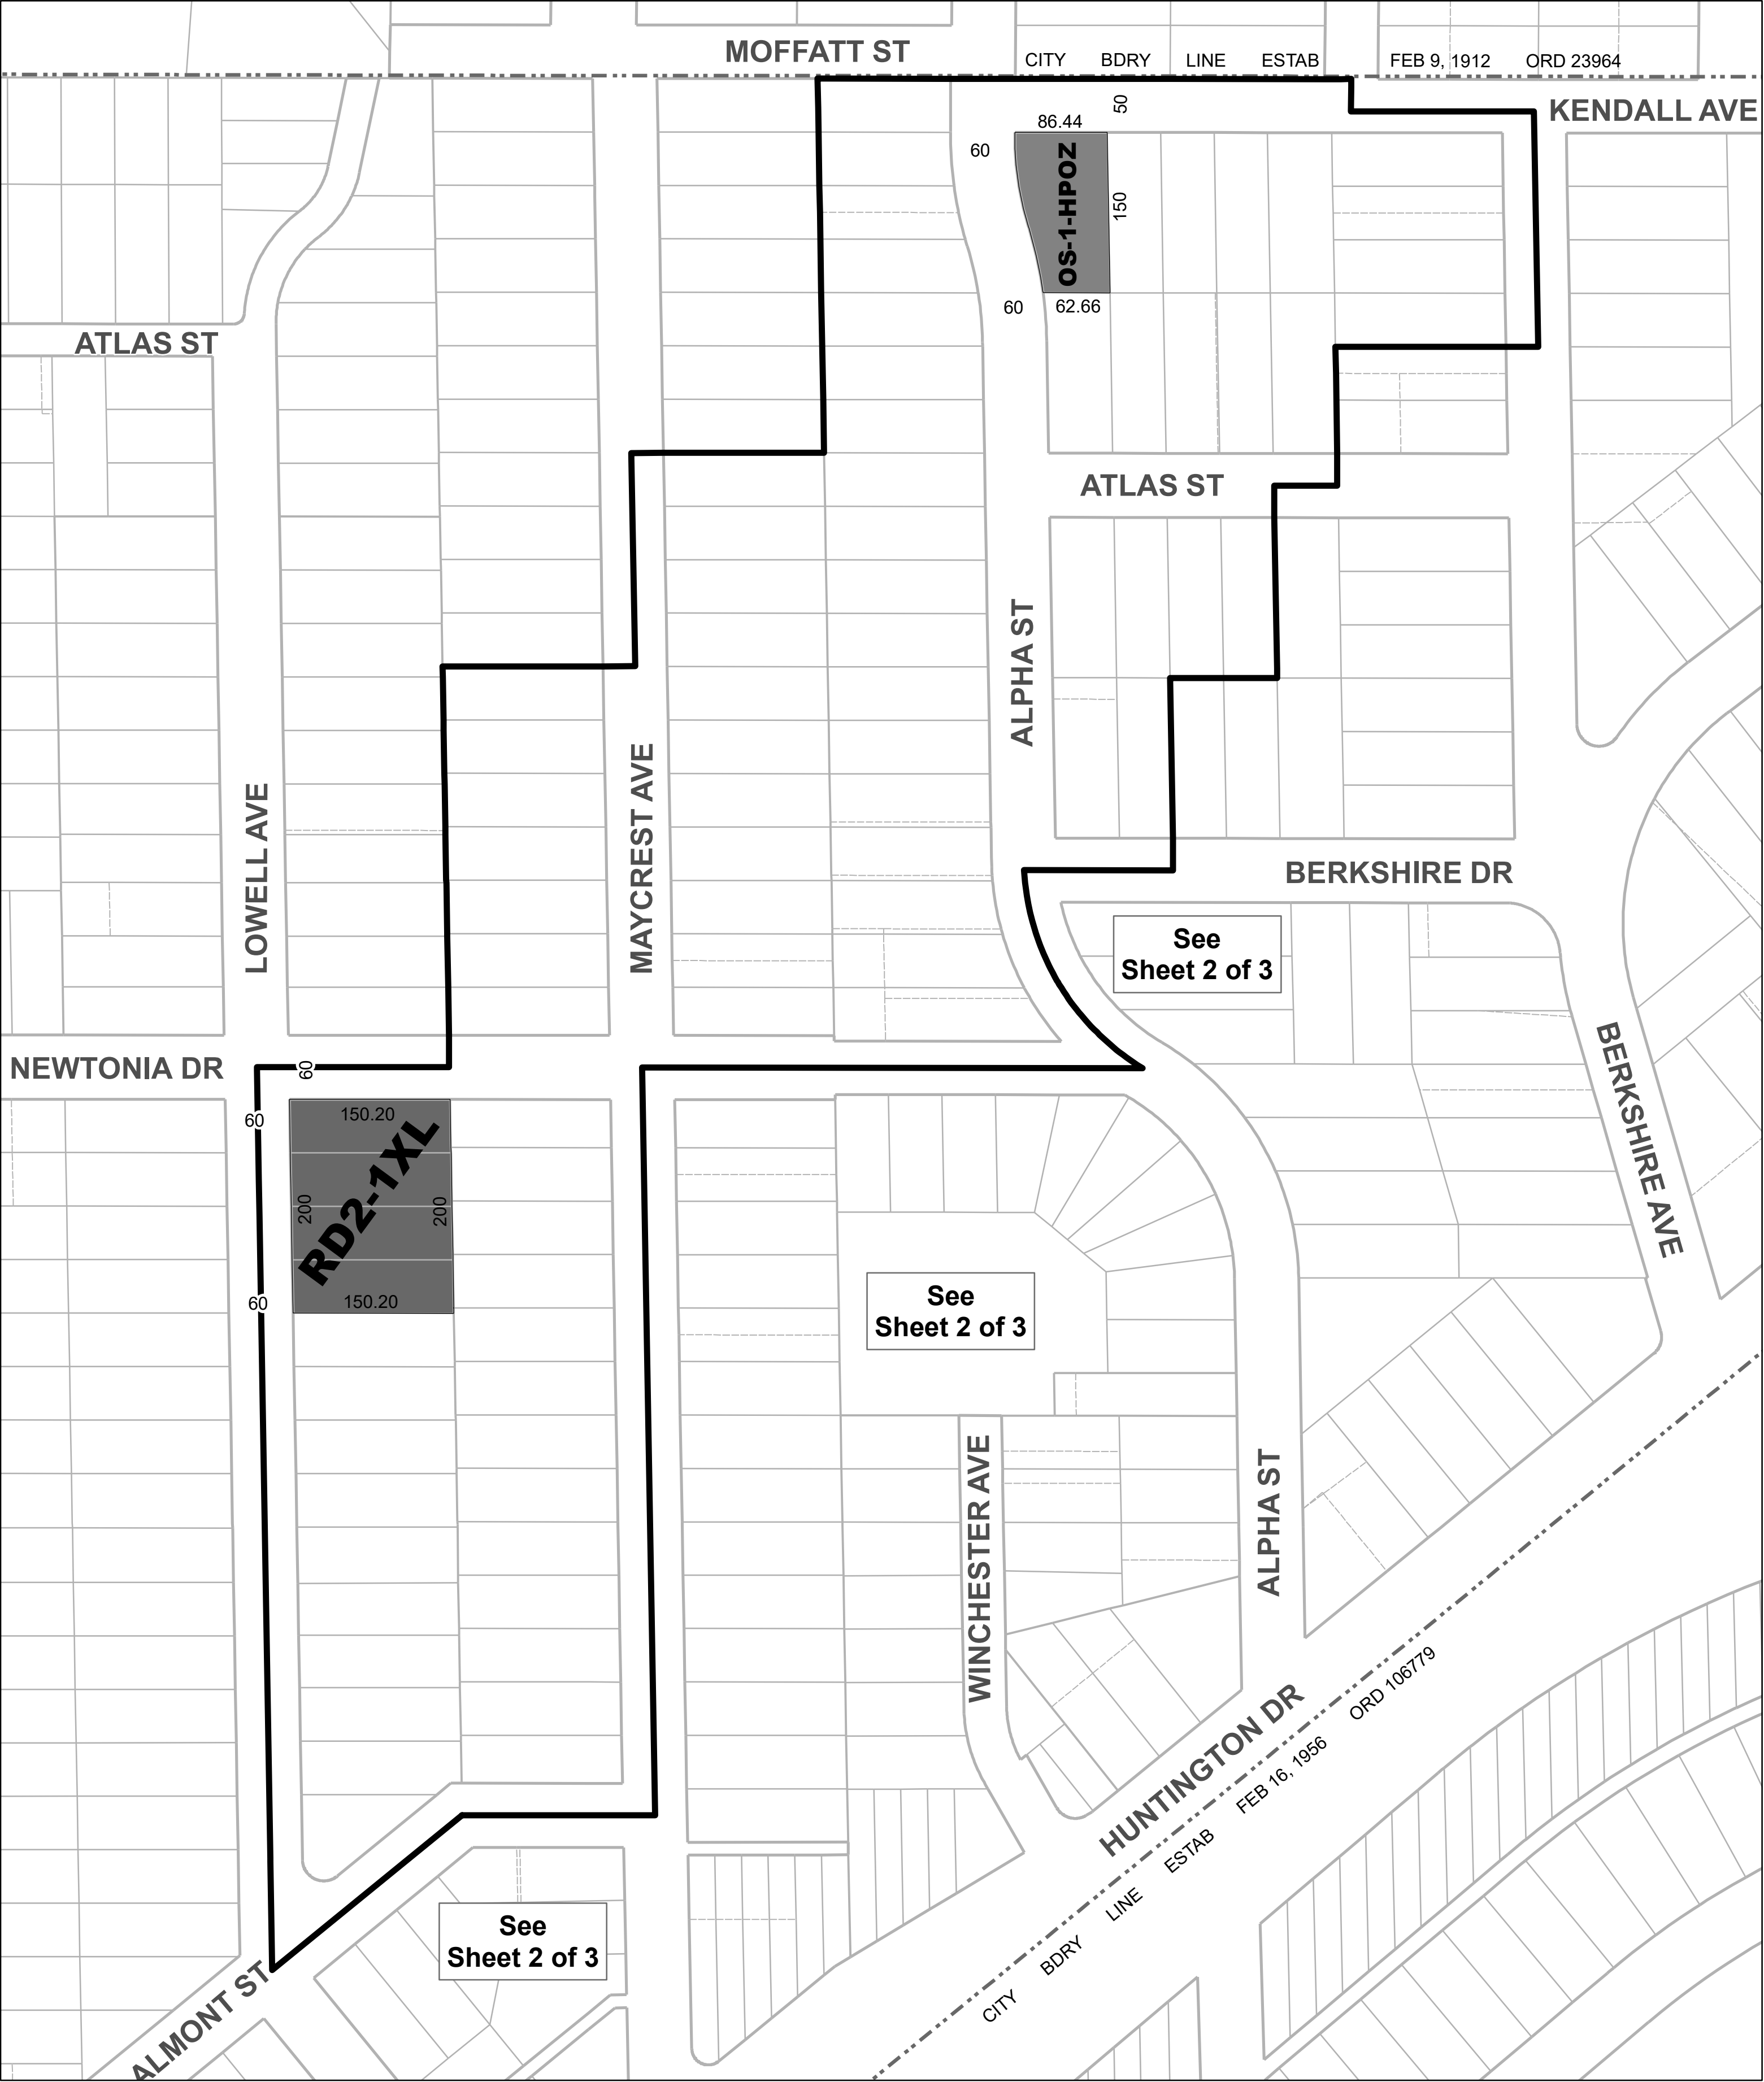 MOFFATT ST
CITY BDRY LINE ESTAB FEB 9, 1912 ORD 23964
KENDALL AVE
50
86.44
60
OS-1-HPOZ
150
60
62.66
ATLAS ST
ATLAS ST
ALPHA ST
LOWELL AVE
MAYCREST AVE
BERKSHIRE DR
See
Sheet 2 of 3
NEWTONIA DR
60
60
150.20
RD2-1XL
200
200
150.20
60
BERKSHIRE AVE
See
Sheet 2 of 3
WINCHESTER AVE
ALPHA ST
HUNTINGTON DR
CITY BDRY LINE ESTAB FEB 16, 1956 ORD 106779
See
Sheet 2 of 3
ALMONT ST